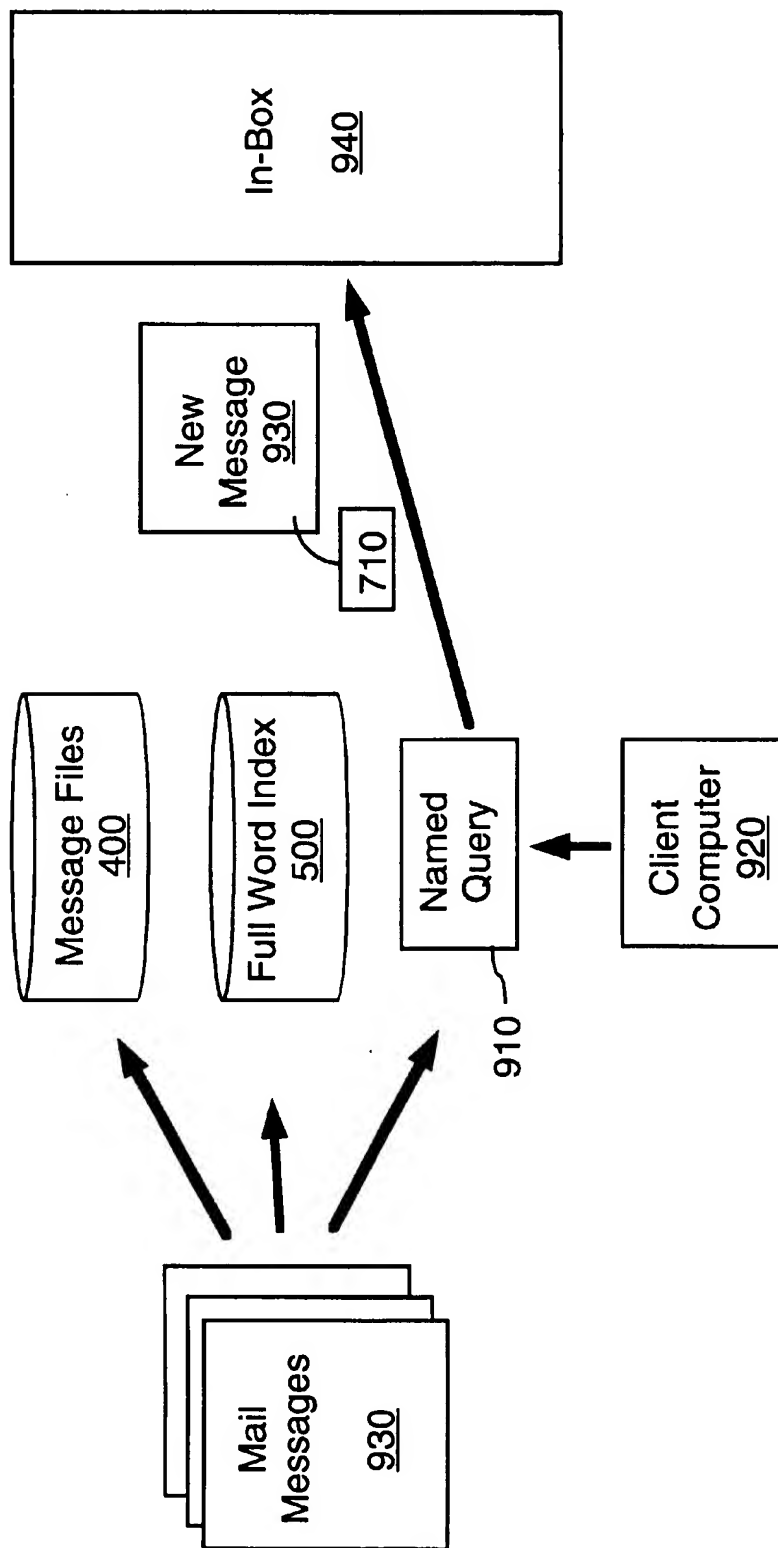 Mail
Messages
930
Message Files
400
Full Word Index
500
Named
Query
910
Client
Computer
920
New
Message
930
710
In-Box
940